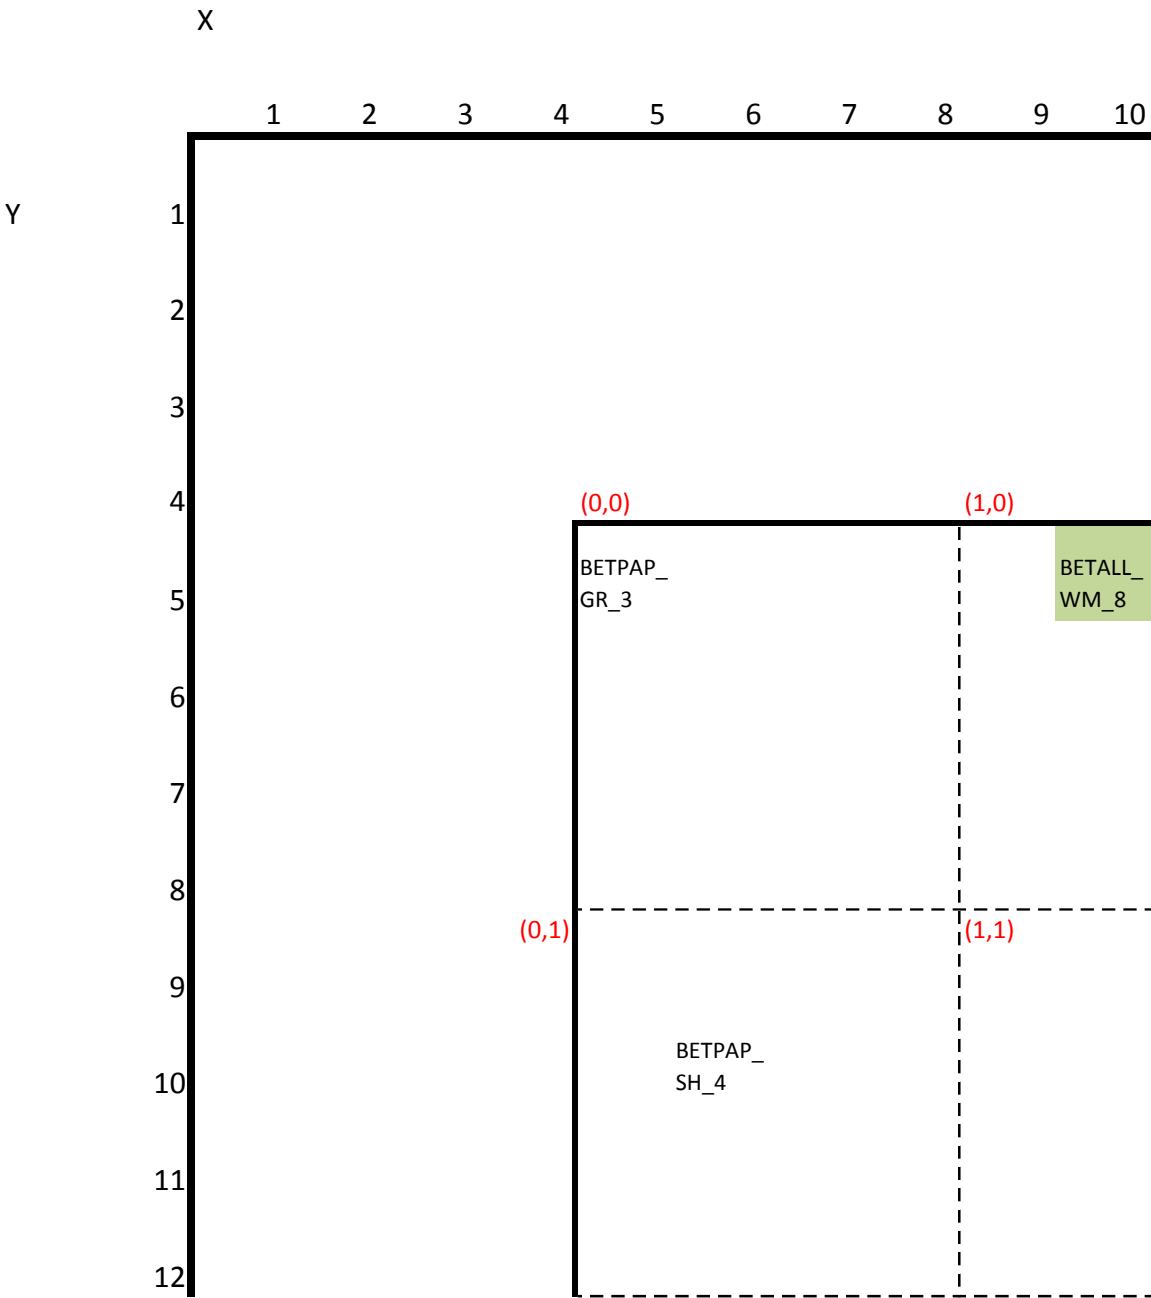 X
1 2 3 4 5 6 7 8 9 10
Y 1
2
3
4 (0,0) (1,0)
BETPAP_ BETALL_
5 GR_3 WM_8
6
7
8
(0,1) (1,1)
9
BETPAP_
10 SH_4
11
12